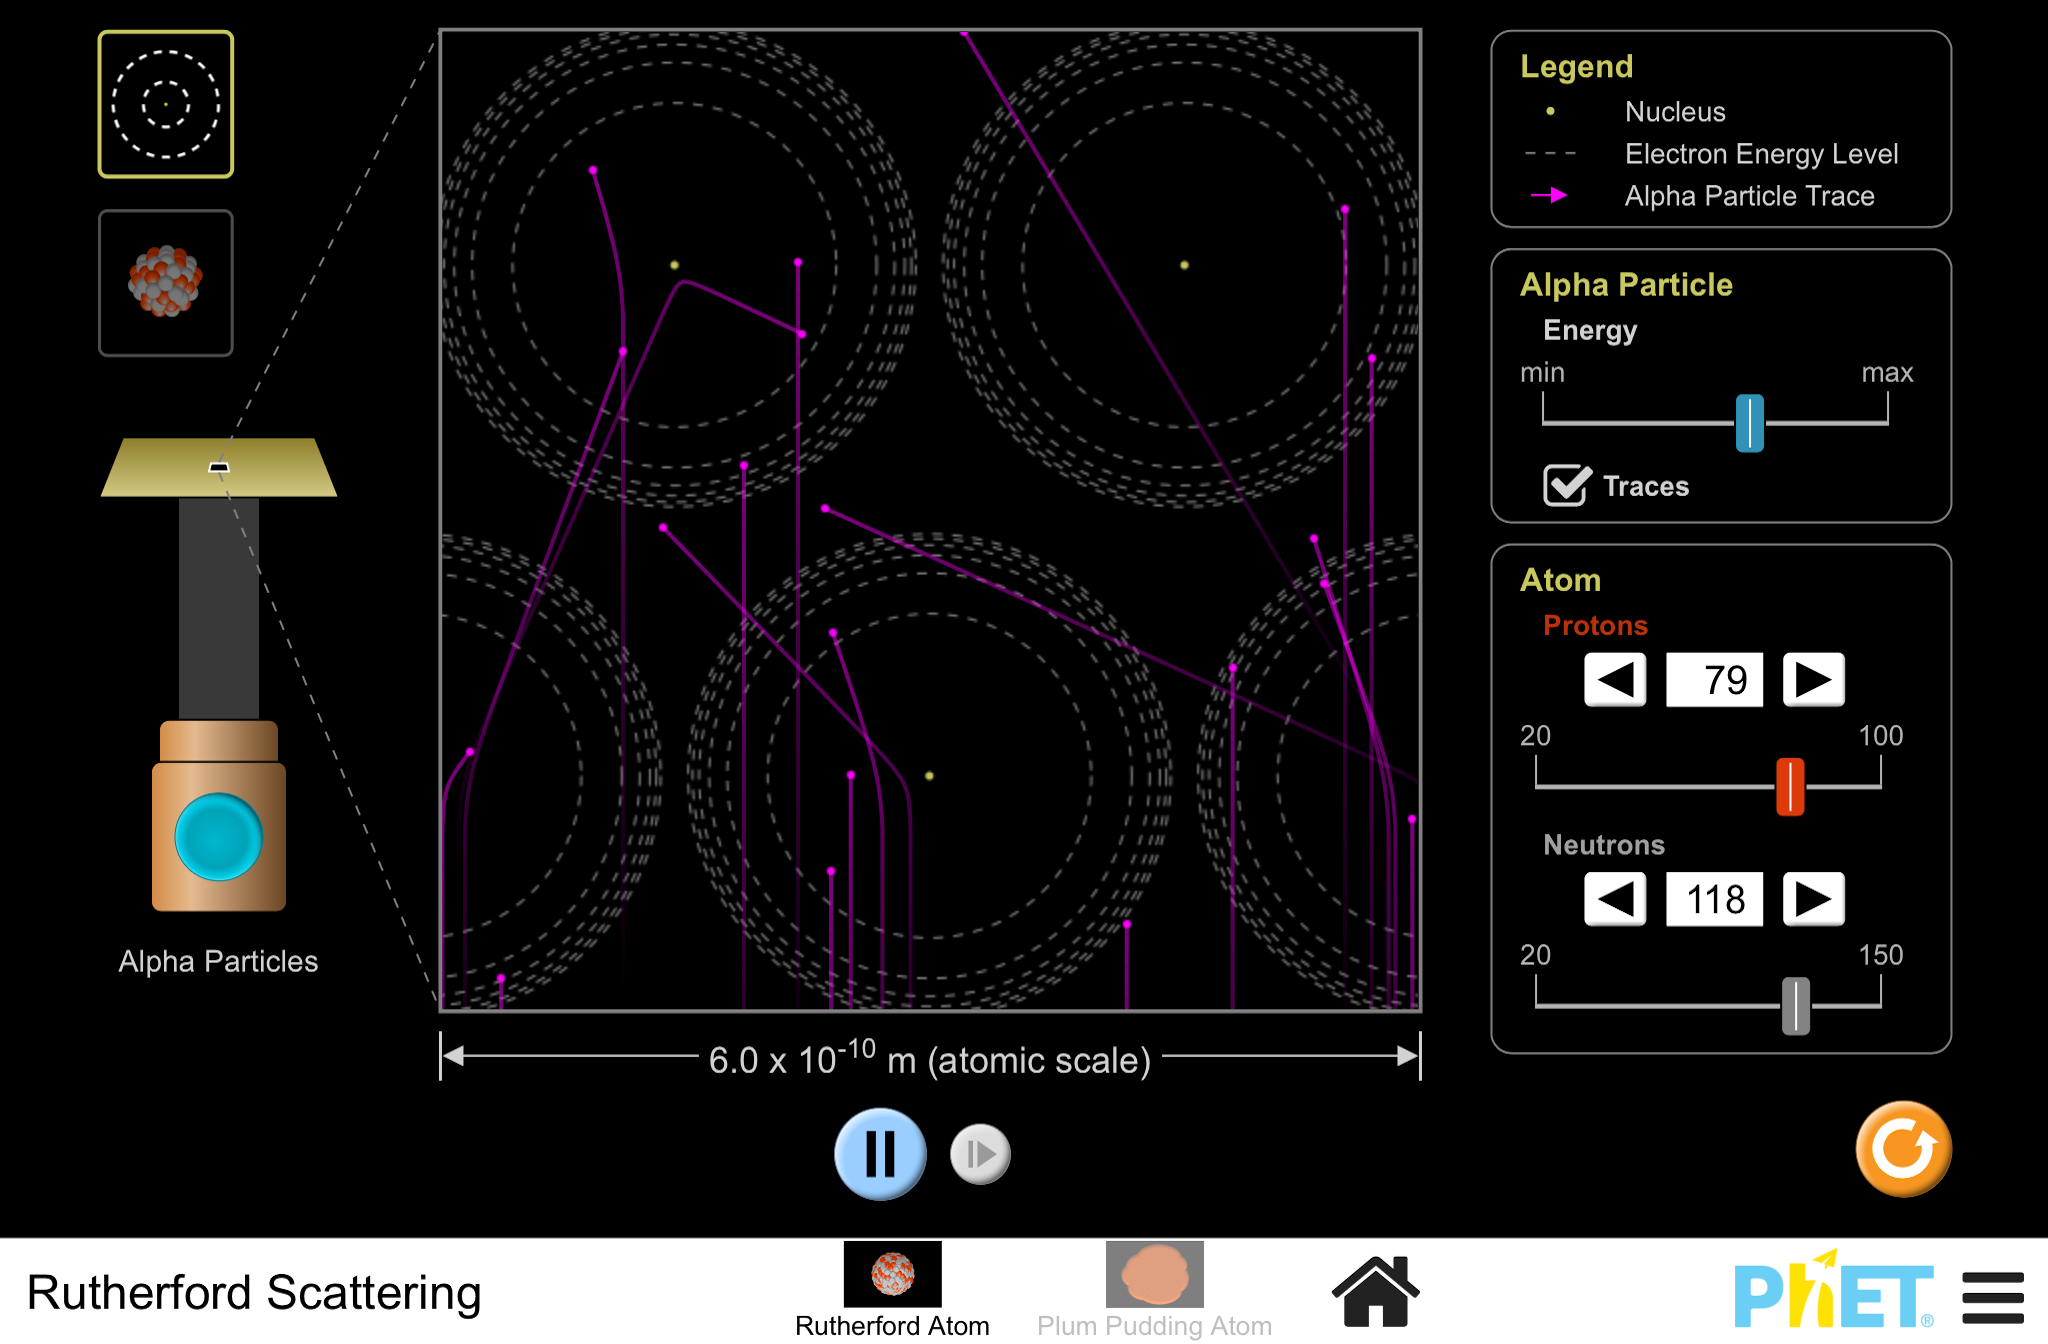 Legend
Nucleus
Electron Energy Level
Alpha Particle Trace
Alpha Particle
Energy
min max
Traces
Atom
Protons
79
20 100
Neutrons
118
20 150
Alpha Particles
6.0 x 10⁻¹⁰ m (atomic scale)
Rutherford Scattering
Rutherford Atom
Plum Pudding Atom
PhET®